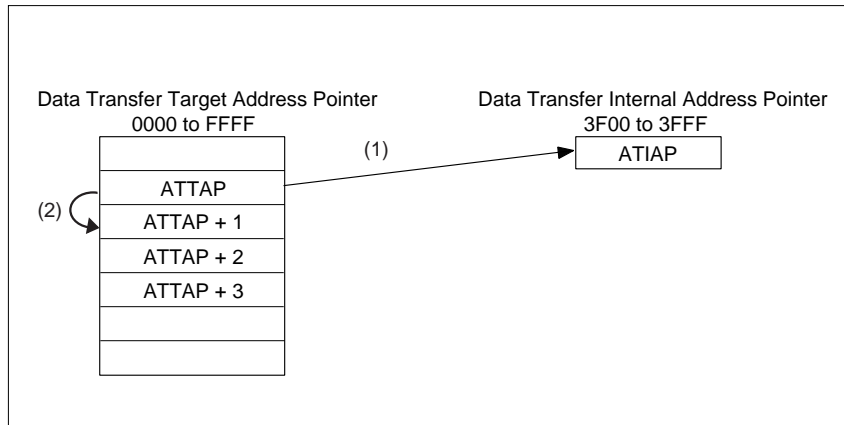 Data Transfer Target Address Pointer
0000 to FFFF
Data Transfer Internal Address Pointer
3F00 to 3FFF
(1)
ATIAP
ATTAP
(2)
ATTAP + 1
ATTAP + 2
ATTAP + 3